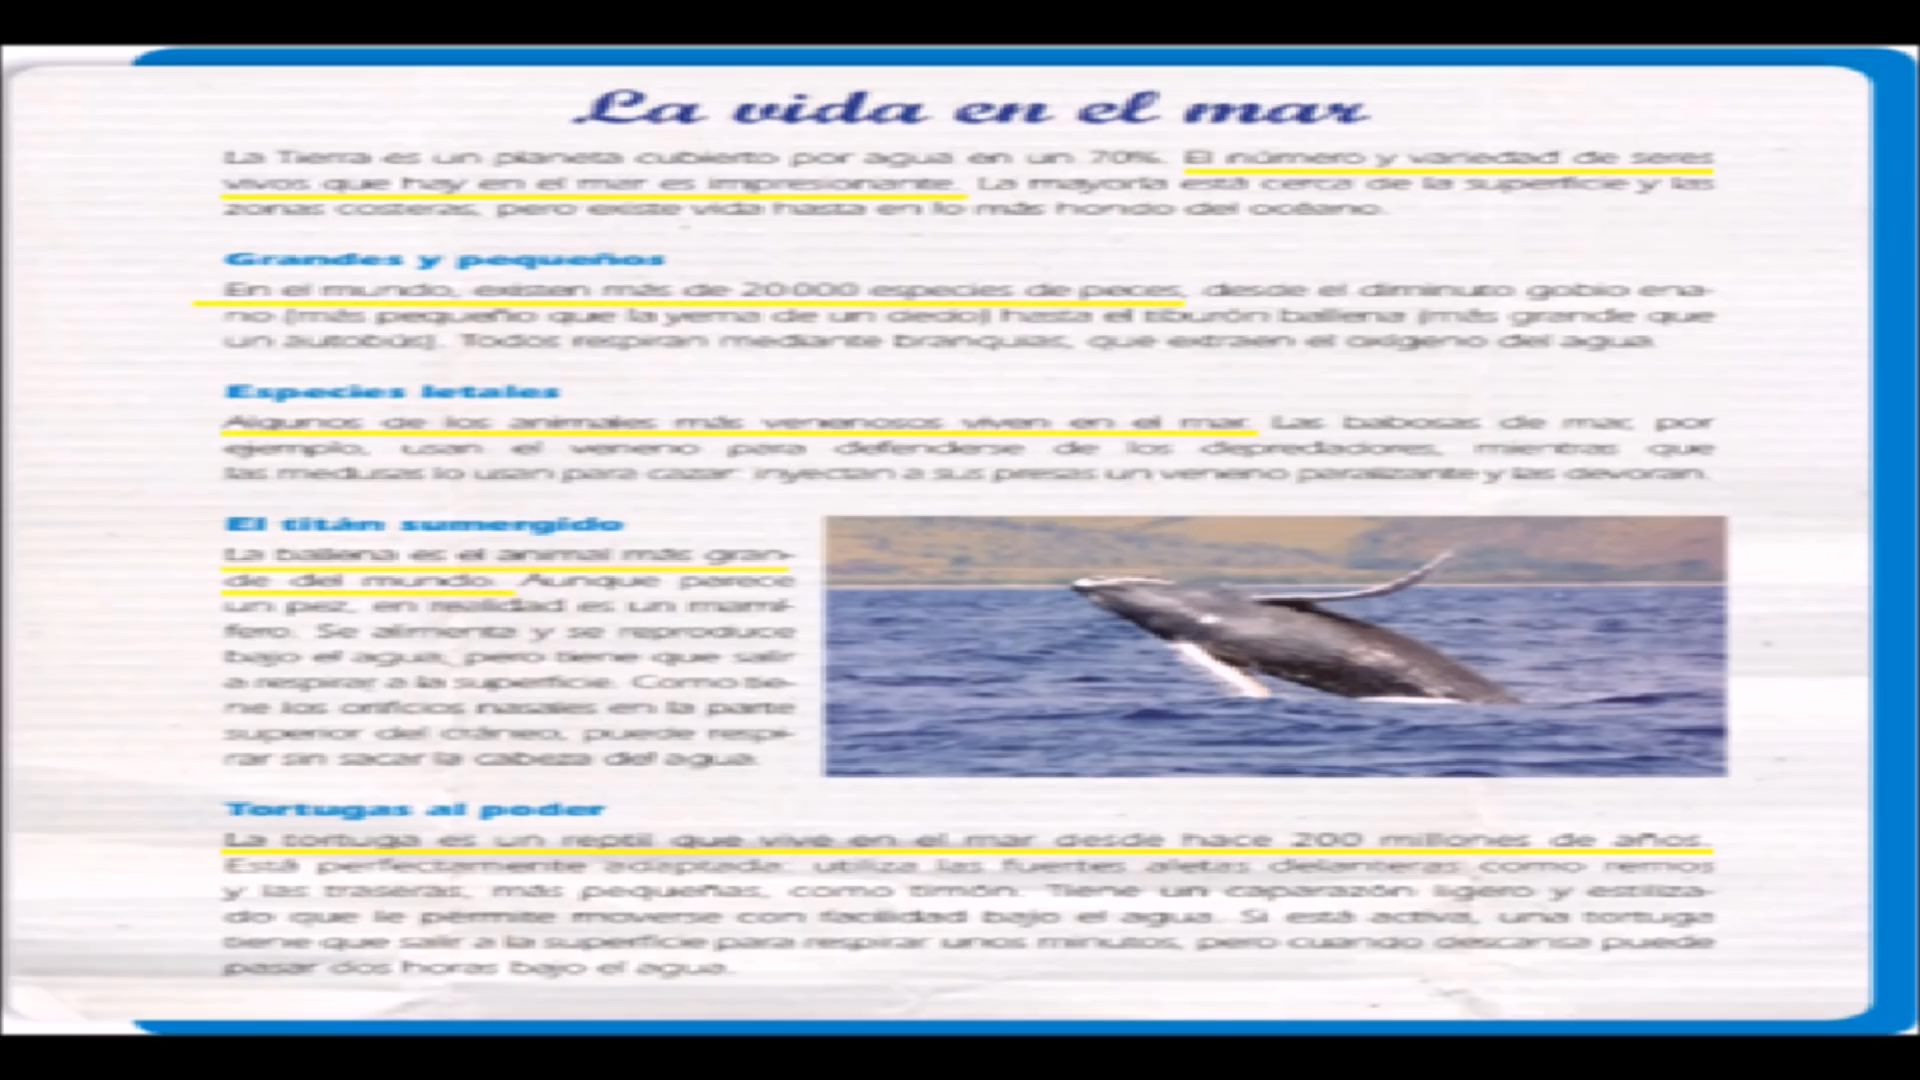 La vida en el mar
La Tierra es un planeta cubierto por agua en un 70%. El número y variedad de seres
vivos que hay en el mar es impresionante. La mayoría está cerca de la superficie y las
zonas costeras, pero existe vida hasta en lo más hondo del océano.
Grandes y pequeños
En el mundo, existen más de 20 000 especies de peces, desde el diminuto gobio ena-
no (más pequeño que la yema de un dedo) hasta el tiburón ballena (más grande que
un autobús). Todos respiran mediante branquias, que extraen el oxígeno del agua.
Especies letales
Algunos de los animales más venenosos viven en el mar. Las babosas de mar, por
ejemplo, usan el veneno para defenderse de los depredadores, mientras que
las medusas lo usan para cazar: inyectan a sus presas un veneno paralizante y las devoran.
El titán sumergido
La ballena es el animal más gran-
de del mundo. Aunque parece
un pez, en realidad es un mamí-
fero. Se alimenta y se reproduce
bajo el agua, pero tiene que salir
a respirar a la superficie. Como tie-
ne los orificios nasales en la parte
superior del cráneo, puede respi-
rar sin sacar la cabeza del agua.
Tortugas al poder
La tortuga es un reptil que vive en el mar desde hace 200 millones de años.
Está perfectamente adaptada: utiliza las fuertes aletas delanteras como remos
y las traseras, más pequeñas, como timón. Tiene un caparazón ligero y estiliza-
do que le permite moverse con facilidad bajo el agua. Si está activa, una tortuga
tiene que salir a la superficie para respirar unos minutos, pero cuando descansa puede
pasar dos horas bajo el agua.